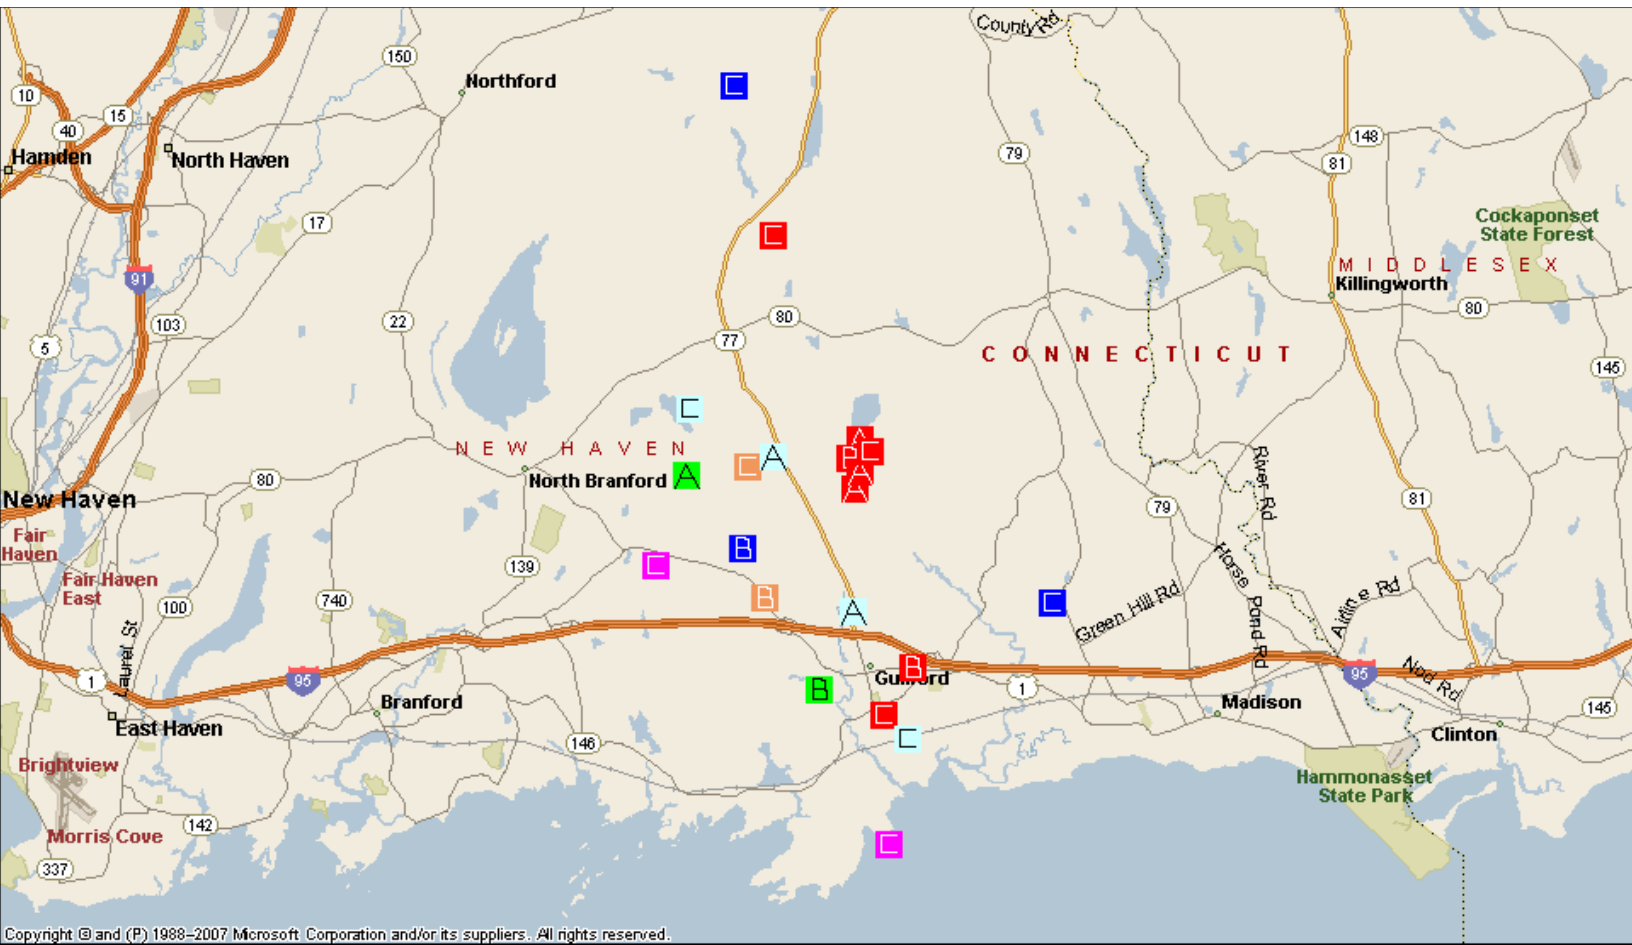 County Rd
150
Northford
C
10
15
40
148
Hamden
North Haven
79
81
17
Cockaponset
State Forest
C
91
MIDDLESEX
Killingworth
80
80
103
22
5
77
CONNECTICUT
145
C
NEW HAVEN
A
C
A
C
A
North Branford
A
A
80
River Rd
New Haven
81
79
Fair
Haven
B
Horse Pond Rd
139
C
Fair Haven
East
100
740
B
A
C
Green Hill Rd
Airline Rd
Laurel St
B
Guilford
1
95
95
Nod Rd
1
B
Branford
Madison
145
C
East Haven
C
Clinton
146
Brightview
Hammonasset
State Park
142
Morris Cove
C
337
Copyright © and (P) 1988–2007 Microsoft Corporation and/or its suppliers. All rights reserved.